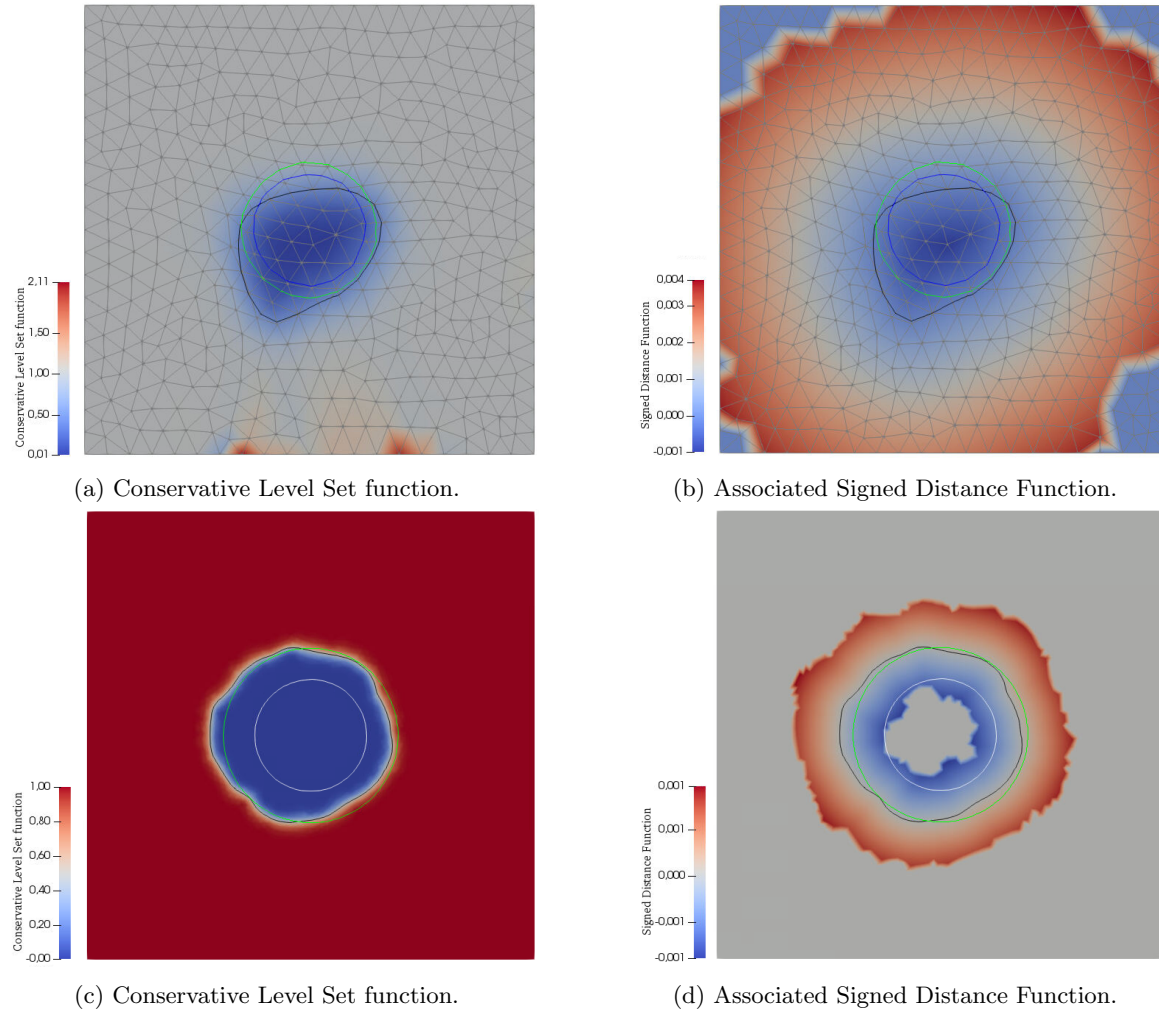 Conservative Level Set function
2,11
1,50
1,00
0,50
0,01
Signed Distance Function
0.004
0.002
0.001
0.000
-0.001
(a) Conservative Level Set function.
(b) Associated Signed Distance Function.
Conservative Level Set function
1,00
0,80
0,60
0,40
0,20
-0,00
Signed Distance Function
0,001
0,001
0,000
-0,001
-0,001
(c) Conservative Level Set function.
(d) Associated Signed Distance Function.